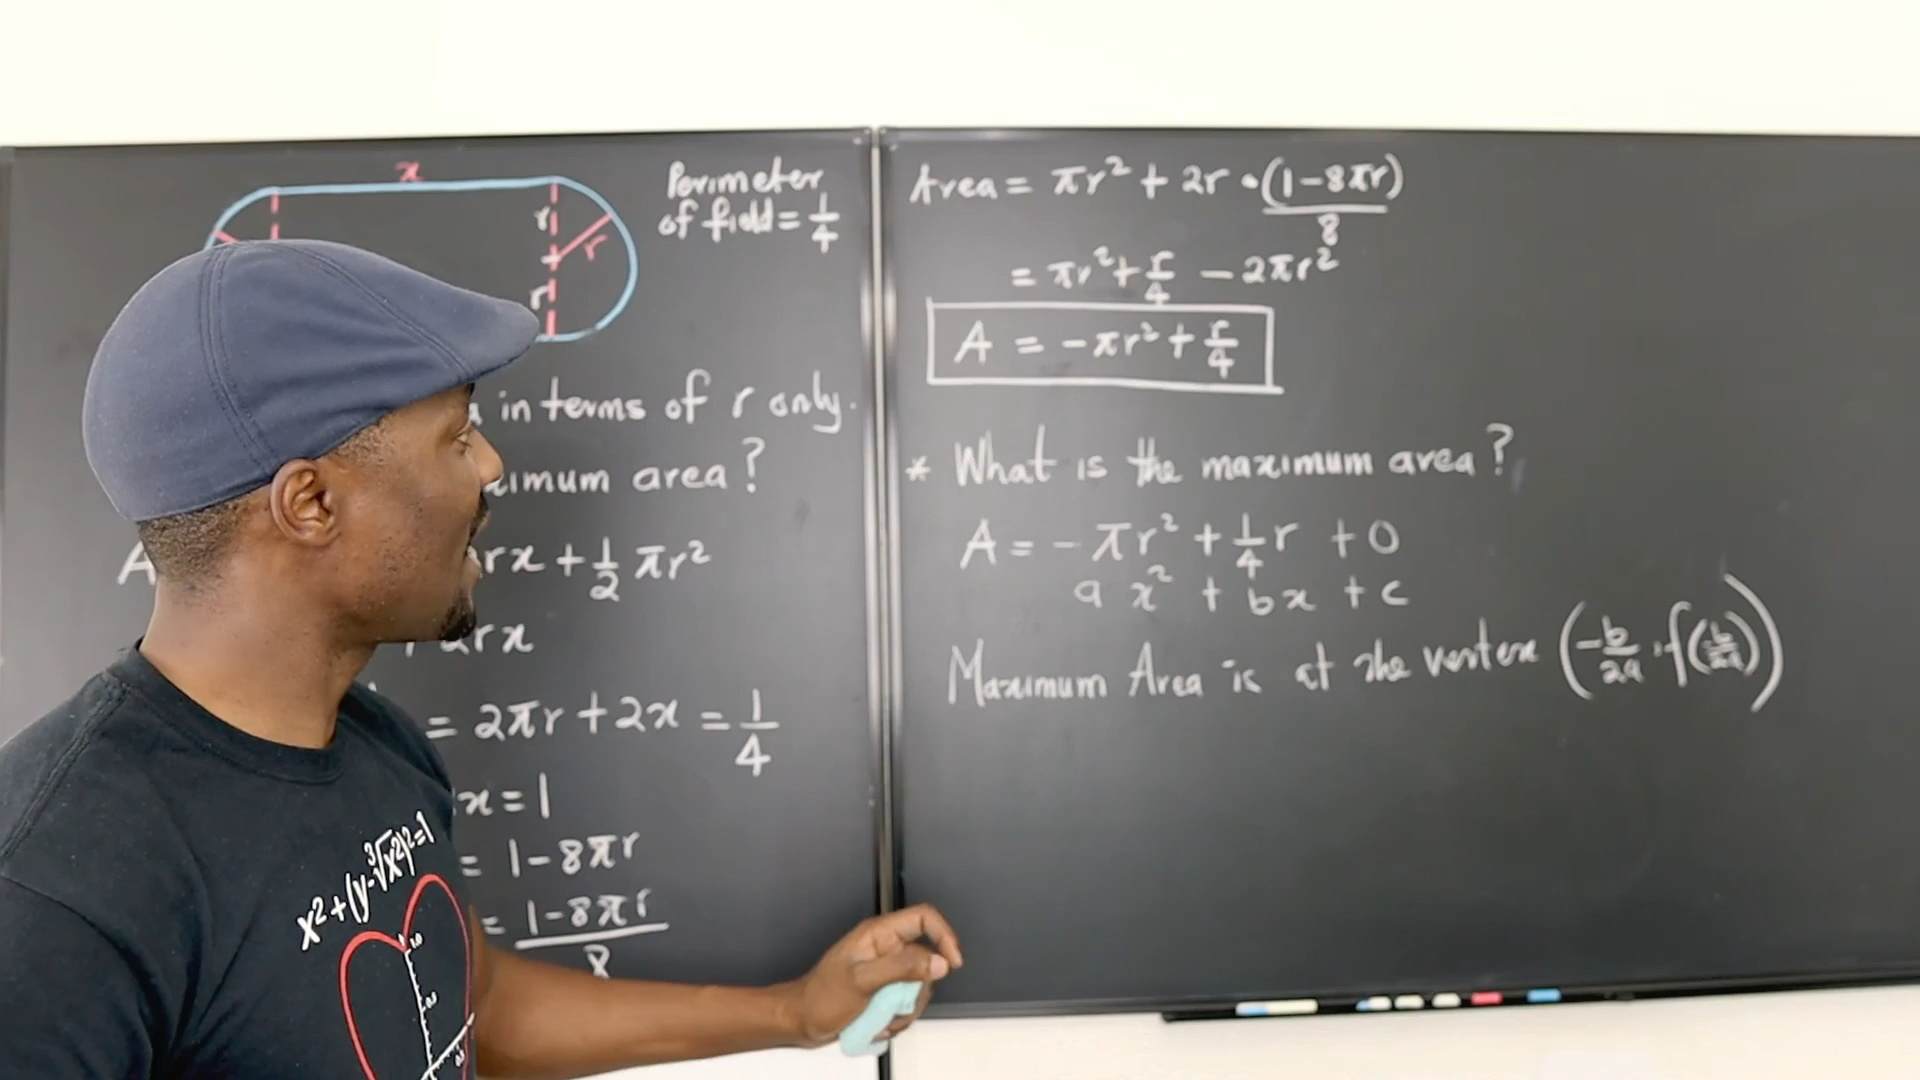 x
Perimeter
of field = 1/4
r
r
r
in terms of r only.
ximum area?
A
rx + 1/2 πr²
rx
= 2πr + 2x = 1/4
x = 1
= 1 - 8πr
= (1 - 8πr)/8
x² + (y - ³√x²)² = 1
Area = πr² + 2r · (1 - 8πr)/8
= πr² + r/4 - 2πr²
A = -πr² + r/4
* What is the maximum area?
A = - πr² + 1/4 r + 0
a x² + bx + c
Maximum Area is at the vertex (-b/2a, f(b/2a))